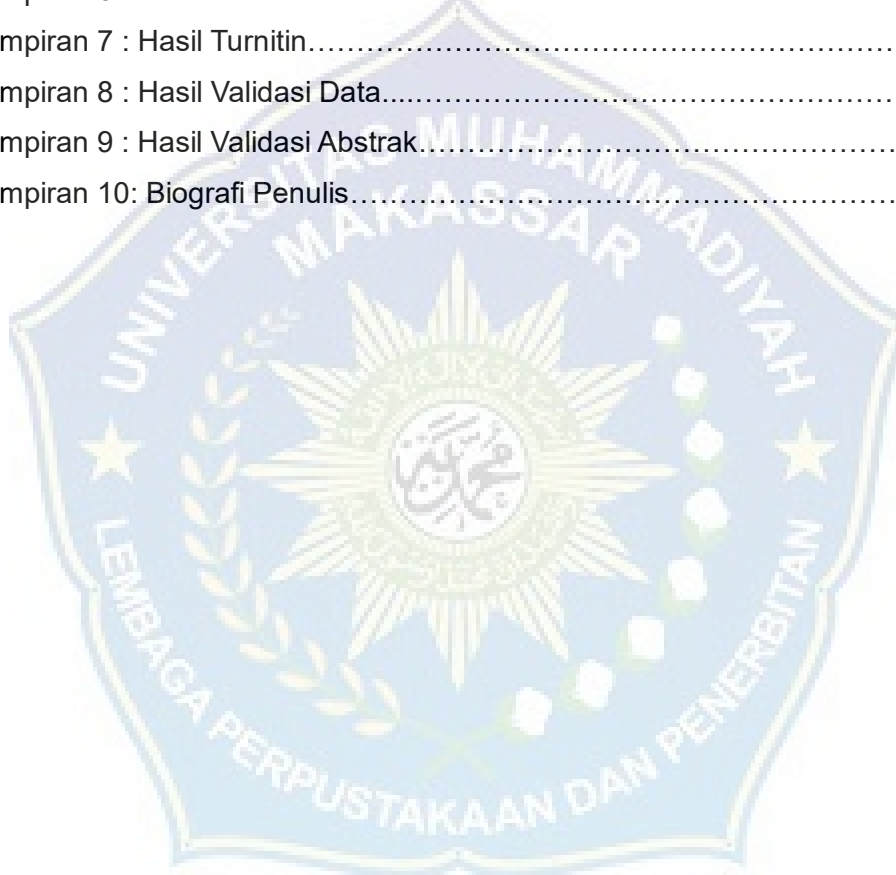 mpiran 7 : Hasil Turnitin…………………………………………………………
mpiran 8 : Hasil Validasi Data...…………………………………………………
mpiran 9 : Hasil Validasi Abstrak………………………………………………
mpiran 10: Biografi Penulis……………………………………………………
UNIVERSITAS MUHAMMADIYAH
MAKASSAR
LEMBAGA PERPUSTAKAAN DAN PENERBITAN